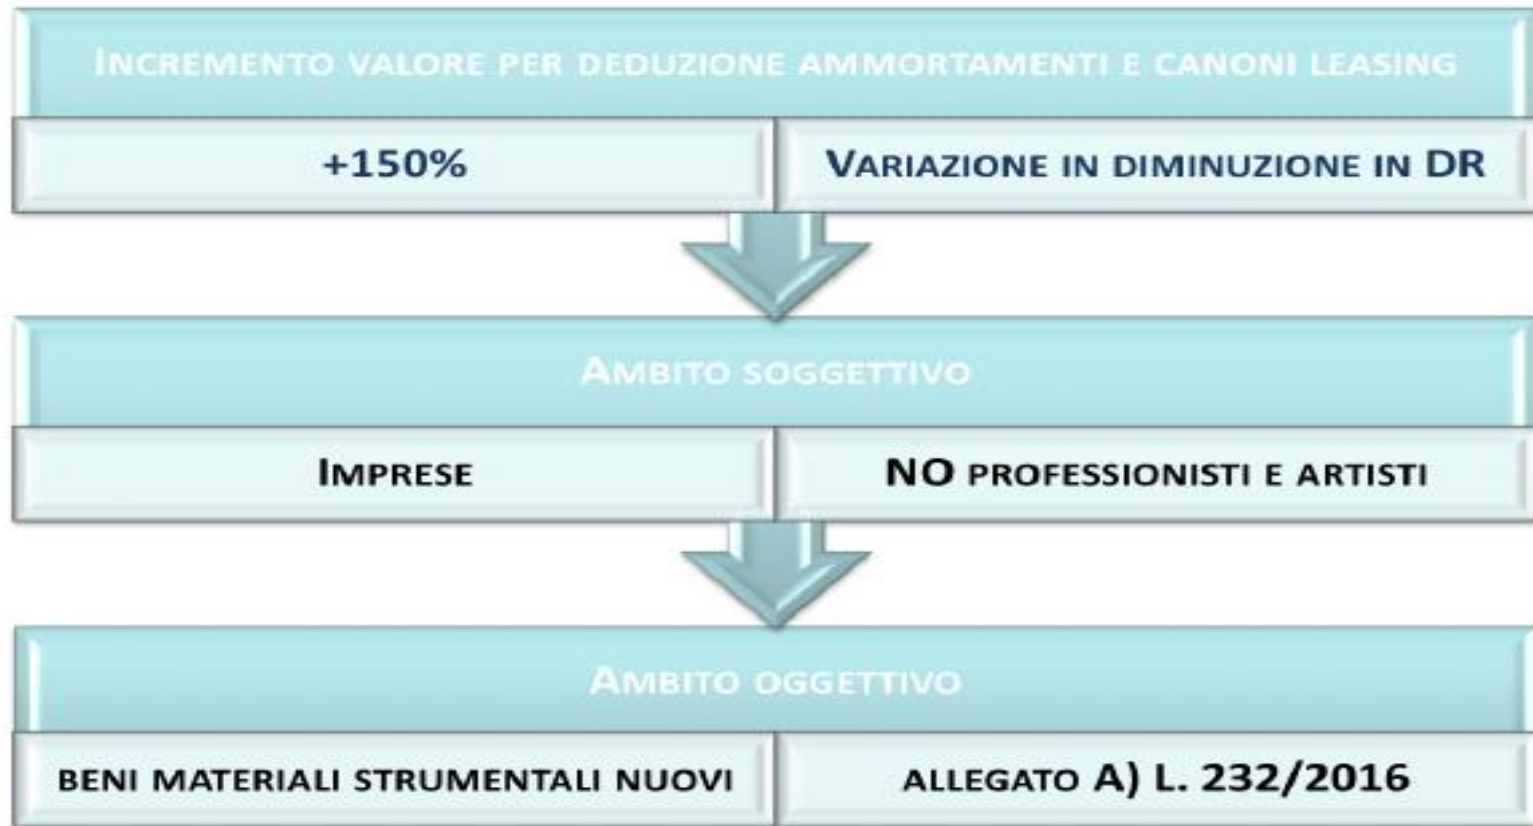 INCREMENTO VALORE PER DEDUZIONE AMMORTAMENTI E CANONI LEASING
+150%
VARIAZIONE IN DIMINUZIONE IN DR
AMBITO SOGGETTIVO
IMPRESE
NO PROFESSIONISTI E ARTISTI
AMBITO OGGETTIVO
BENI MATERIALI STRUMENTALI NUOVI
ALLEGATO A) L. 232/2016